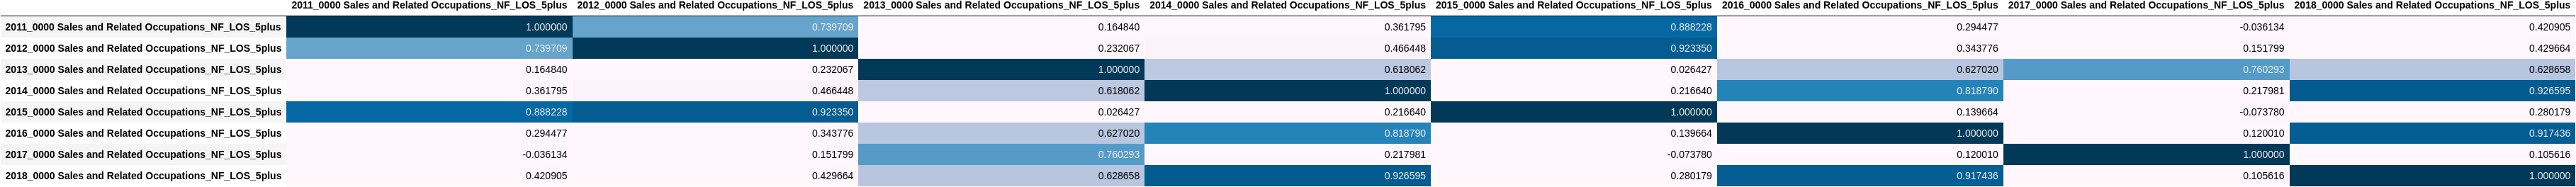 2011_0000 Sales and Related Occupations_NF_LOS_5plus 2012_0000 Sales and Related Occupations_NF_LOS_5plus 2013_0000 Sales and Related Occupations_NF_LOS_5plus 2014_0000 Sales and Related Occupations_NF_LOS_5plus 2015_0000 Sales and Related Occupations_NF_LOS_5plus 2016_0000 Sales and Related Occupations_NF_LOS_5plus 2017_0000 Sales and Related Occupations_NF_LOS_5plus 2018_0000 Sales and Related Occupations_NF_LOS_5plus
2011_0000 Sales and Related Occupations_NF_LOS_5plus 1.000000 0.739709 0.164840 0.361795 0.888228 0.294477 -0.036134 0.420905
2012_0000 Sales and Related Occupations_NF_LOS_5plus 0.739709 1.000000 0.232067 0.466448 0.923350 0.343776 0.151799 0.429664
2013_0000 Sales and Related Occupations_NF_LOS_5plus 0.164840 0.232067 1.000000 0.618062 0.026427 0.627020 0.760293 0.628658
2014_0000 Sales and Related Occupations_NF_LOS_5plus 0.361795 0.466448 0.618062 1.000000 0.216640 0.818790 0.217981 0.926595
2015_0000 Sales and Related Occupations_NF_LOS_5plus 0.888228 0.923350 0.026427 0.216640 1.000000 0.139664 -0.073780 0.280179
2016_0000 Sales and Related Occupations_NF_LOS_5plus 0.294477 0.343776 0.627020 0.818790 0.139664 1.000000 0.120010 0.917436
2017_0000 Sales and Related Occupations_NF_LOS_5plus -0.036134 0.151799 0.760293 0.217981 -0.073780 0.120010 1.000000 0.105616
2018_0000 Sales and Related Occupations_NF_LOS_5plus 0.420905 0.429664 0.628658 0.926595 0.280179 0.917436 0.105616 1.000000